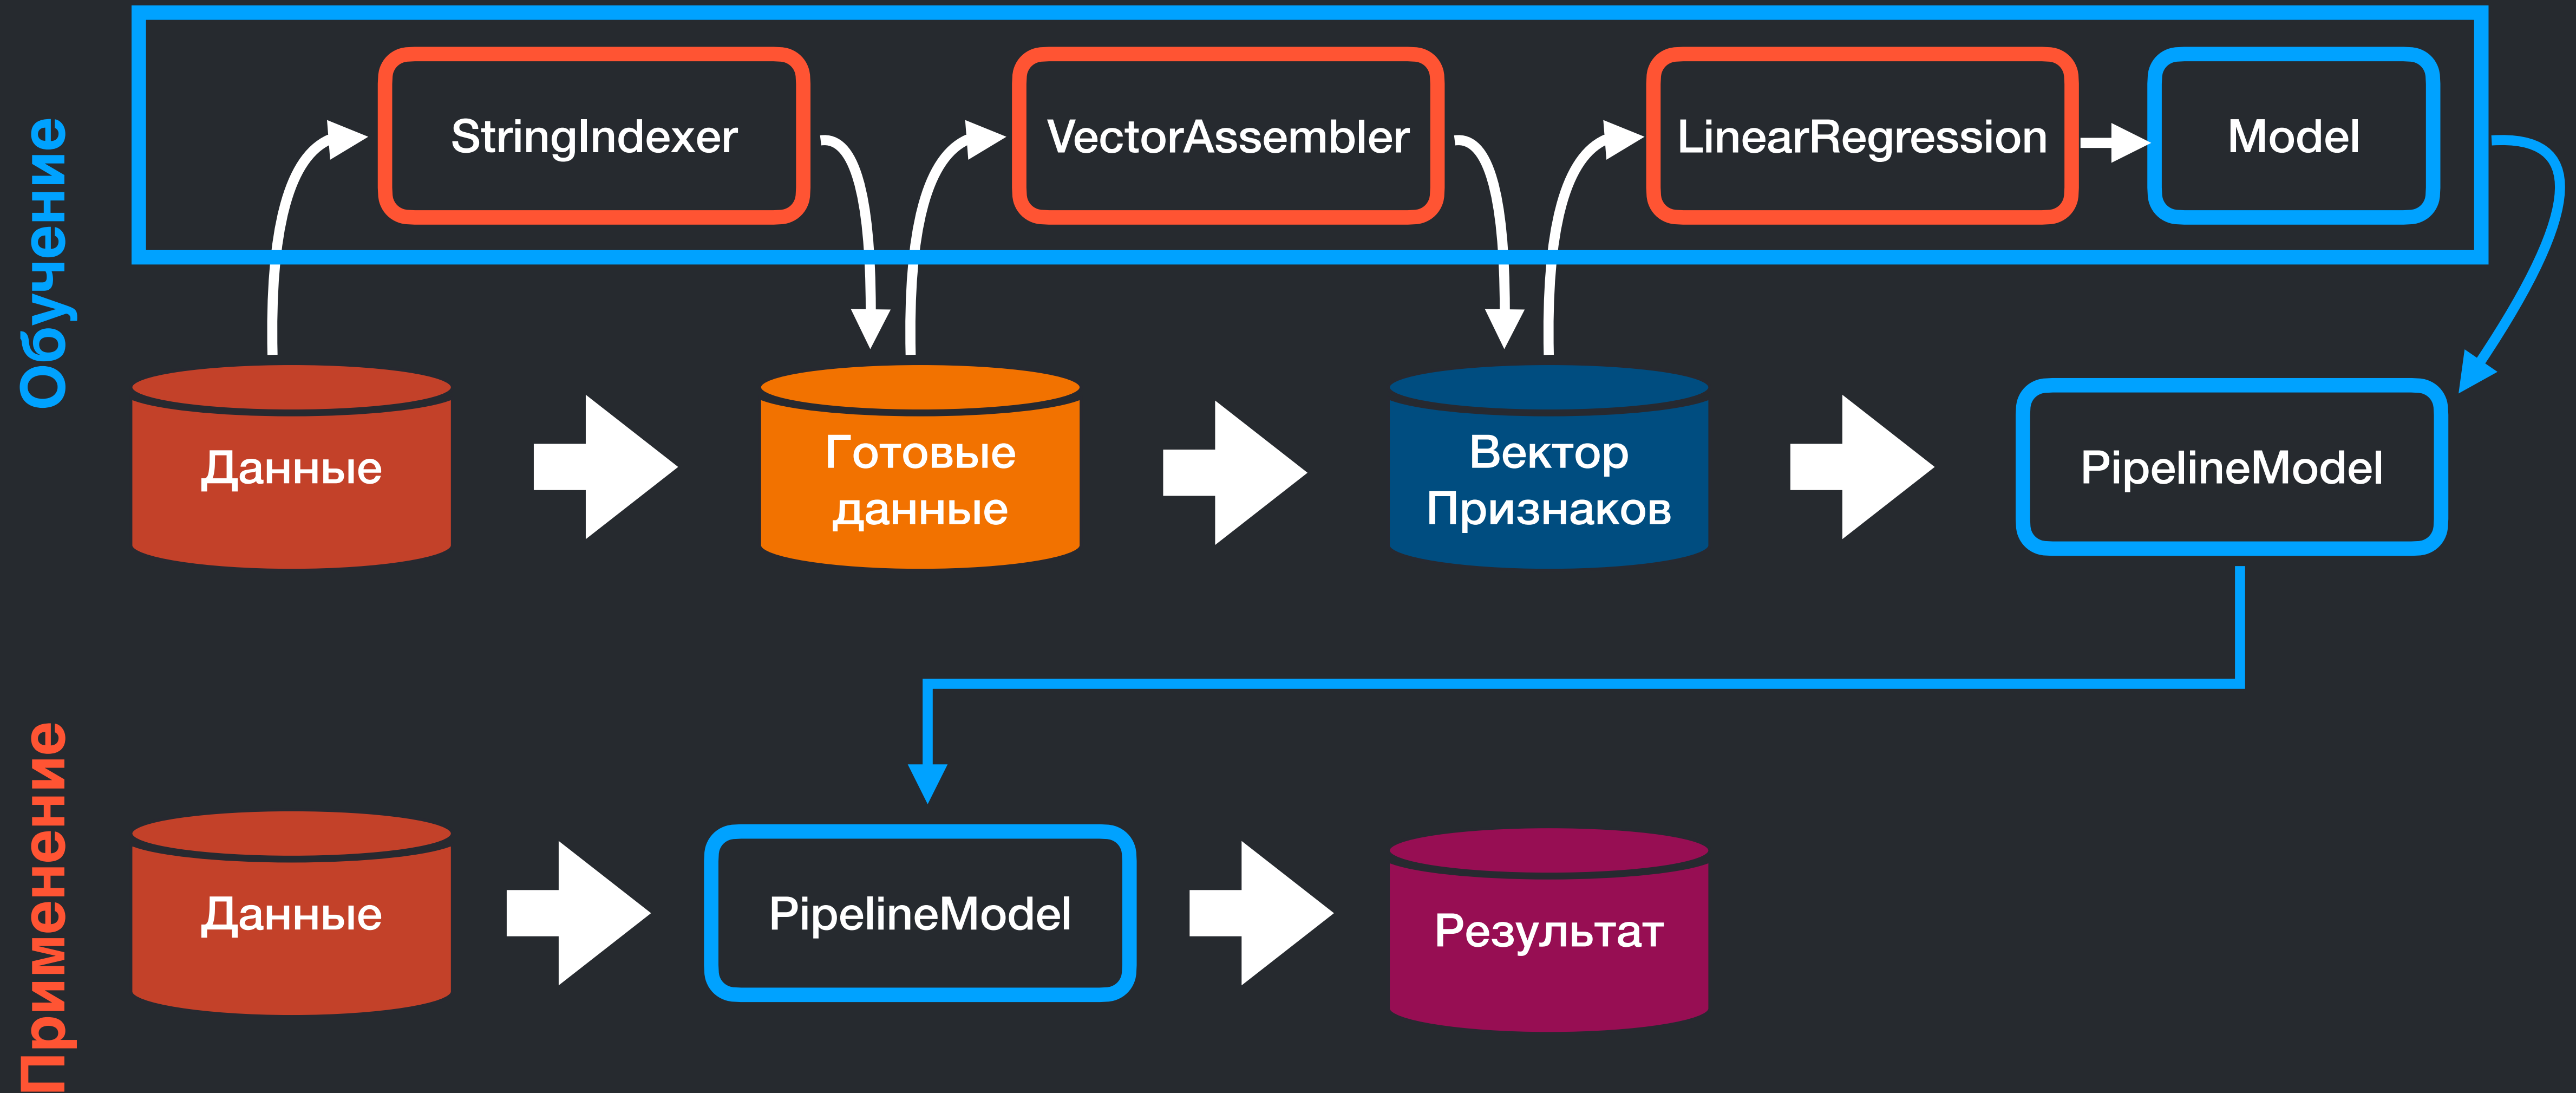 Обучение
StringIndexer
VectorAssembler
LinearRegression
Model
Данные
Готовые
данные
Вектор
Признаков
PipelineModel
Применение
Данные
PipelineModel
Результат